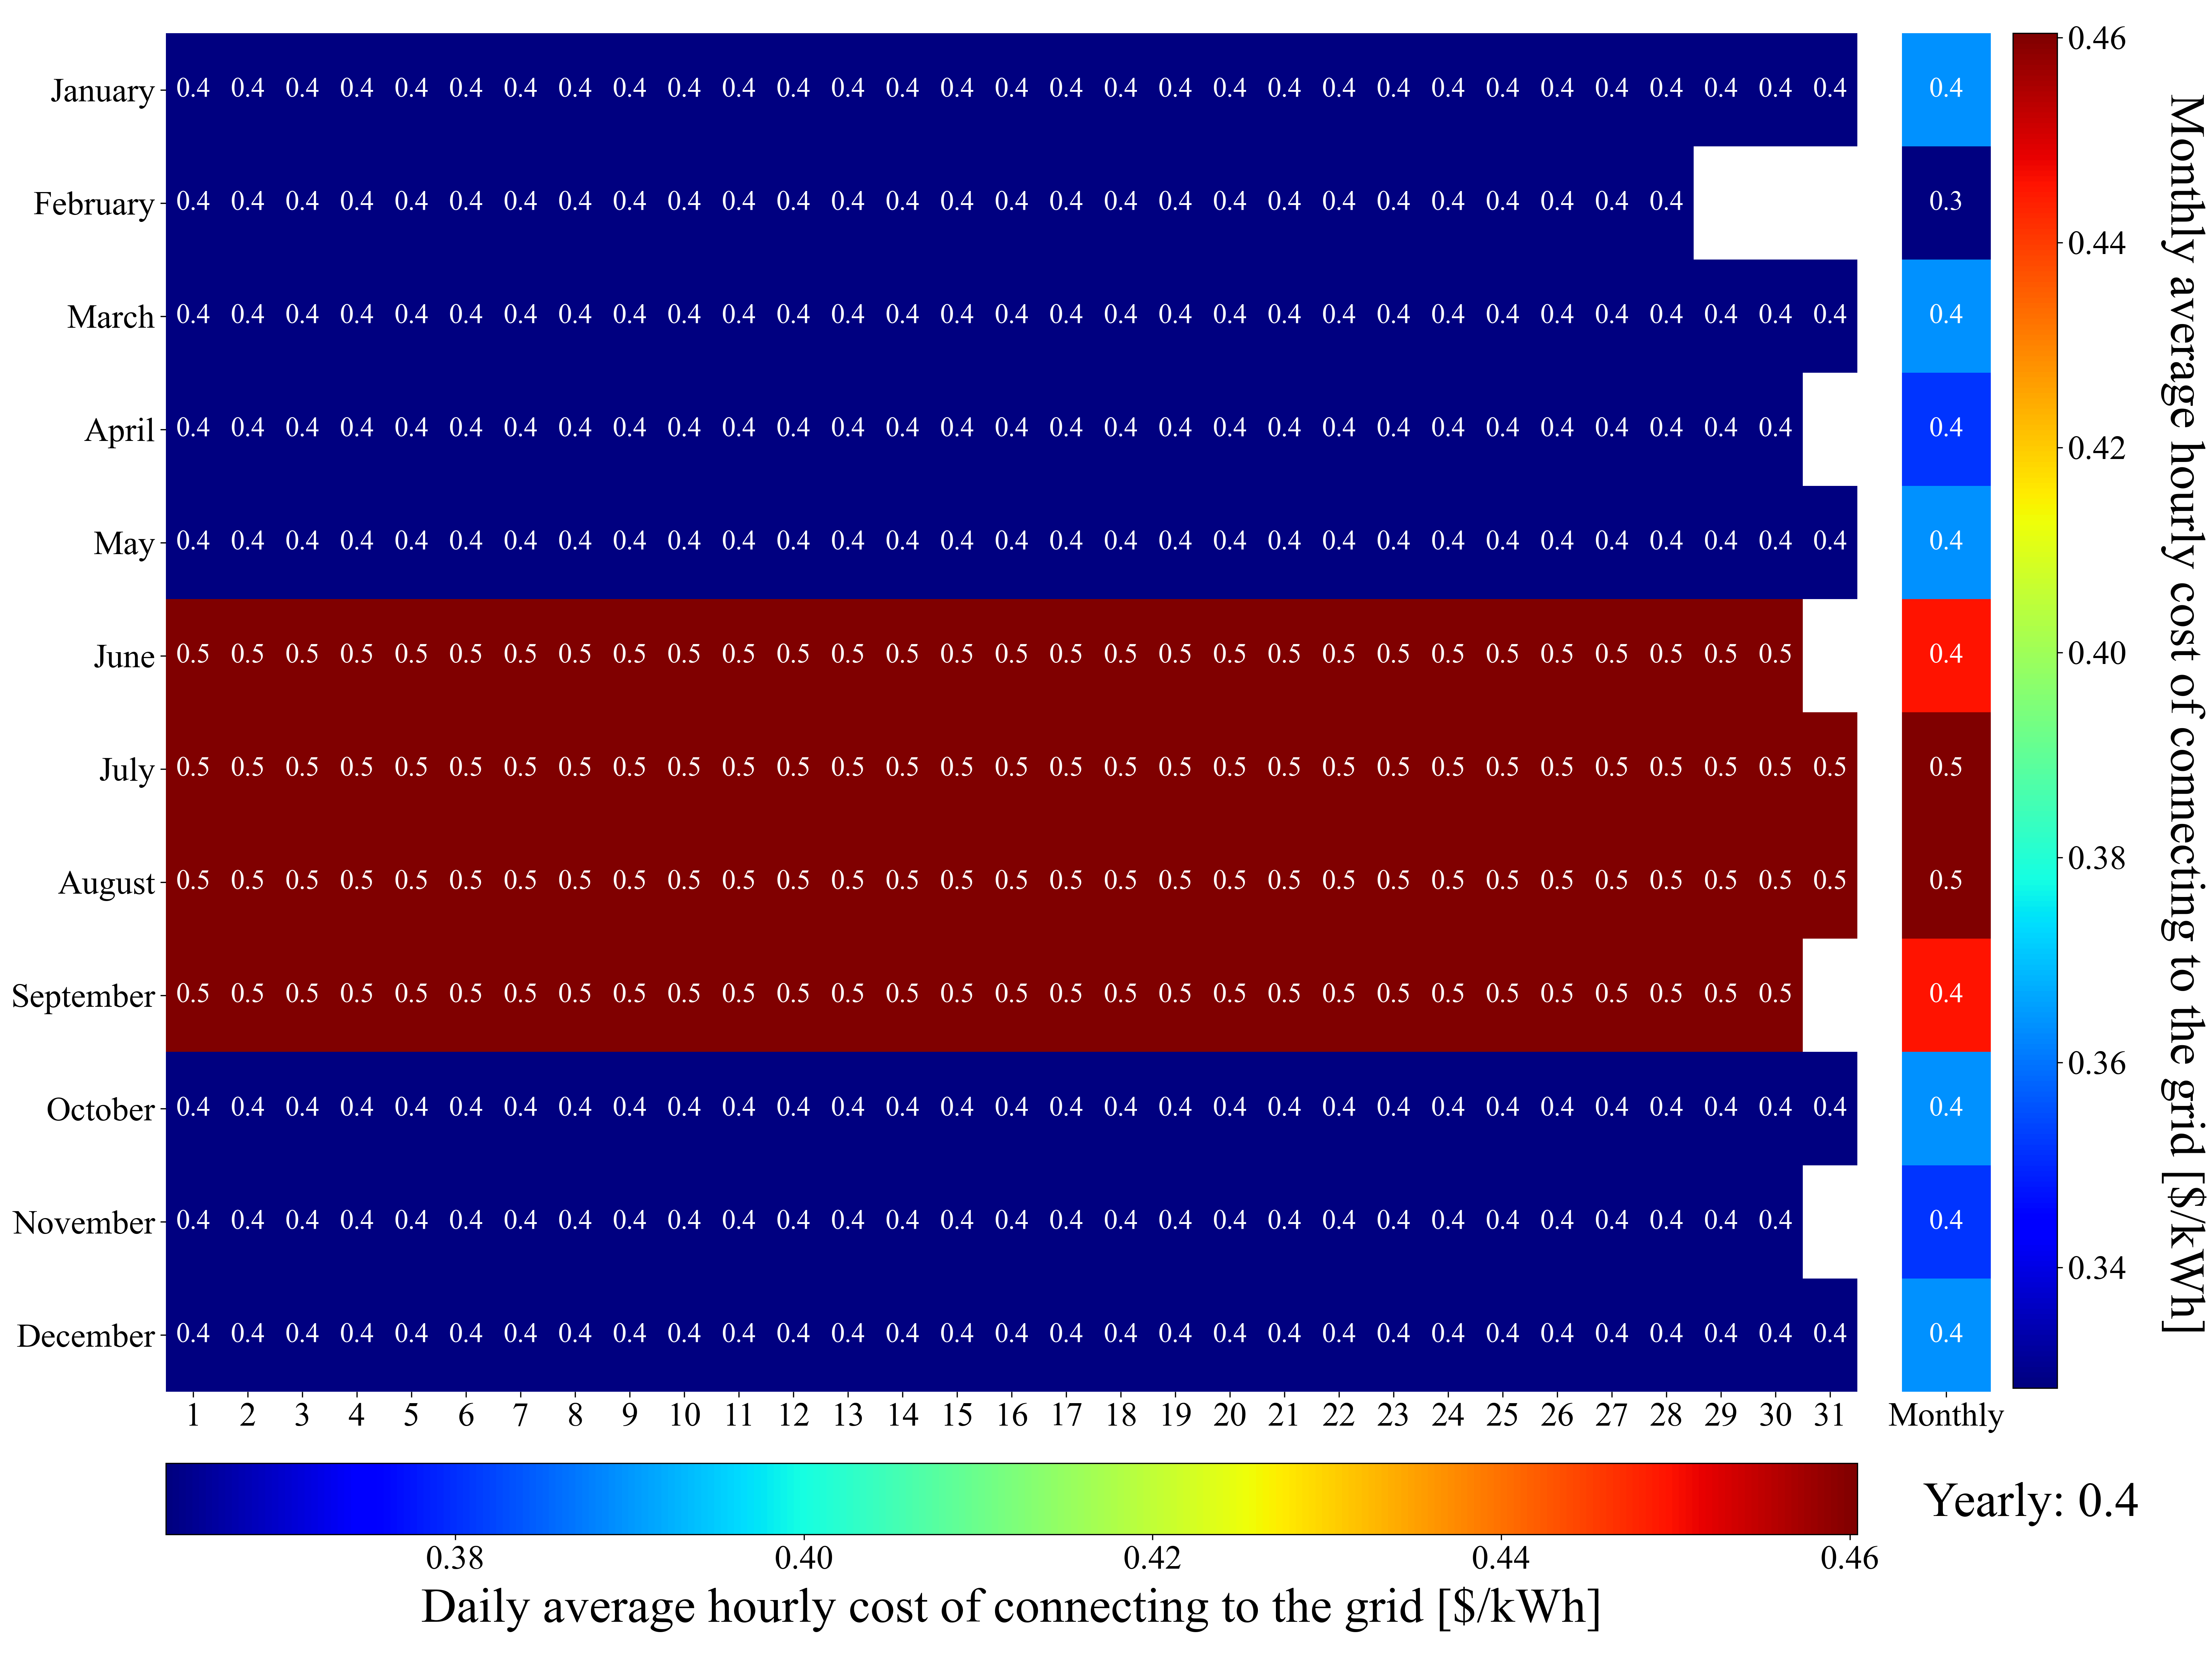 January 0.4 0.4 0.4 0.4 0.4 0.4 0.4 0.4 0.4 0.4 0.4 0.4 0.4 0.4 0.4 0.4 0.4 0.4 0.4 0.4 0.4 0.4 0.4 0.4 0.4 0.4 0.4 0.4 0.4 0.4 0.4 0.4
February 0.4 0.4 0.4 0.4 0.4 0.4 0.4 0.4 0.4 0.4 0.4 0.4 0.4 0.4 0.4 0.4 0.4 0.4 0.4 0.4 0.4 0.4 0.4 0.4 0.4 0.4 0.4 0.4 0.3
March 0.4 0.4 0.4 0.4 0.4 0.4 0.4 0.4 0.4 0.4 0.4 0.4 0.4 0.4 0.4 0.4 0.4 0.4 0.4 0.4 0.4 0.4 0.4 0.4 0.4 0.4 0.4 0.4 0.4 0.4 0.4 0.4
April 0.4 0.4 0.4 0.4 0.4 0.4 0.4 0.4 0.4 0.4 0.4 0.4 0.4 0.4 0.4 0.4 0.4 0.4 0.4 0.4 0.4 0.4 0.4 0.4 0.4 0.4 0.4 0.4 0.4 0.4 0.4
May 0.4 0.4 0.4 0.4 0.4 0.4 0.4 0.4 0.4 0.4 0.4 0.4 0.4 0.4 0.4 0.4 0.4 0.4 0.4 0.4 0.4 0.4 0.4 0.4 0.4 0.4 0.4 0.4 0.4 0.4 0.4 0.4
June 0.5 0.5 0.5 0.5 0.5 0.5 0.5 0.5 0.5 0.5 0.5 0.5 0.5 0.5 0.5 0.5 0.5 0.5 0.5 0.5 0.5 0.5 0.5 0.5 0.5 0.5 0.5 0.5 0.5 0.5 0.4
July 0.5 0.5 0.5 0.5 0.5 0.5 0.5 0.5 0.5 0.5 0.5 0.5 0.5 0.5 0.5 0.5 0.5 0.5 0.5 0.5 0.5 0.5 0.5 0.5 0.5 0.5 0.5 0.5 0.5 0.5 0.5 0.5
August 0.5 0.5 0.5 0.5 0.5 0.5 0.5 0.5 0.5 0.5 0.5 0.5 0.5 0.5 0.5 0.5 0.5 0.5 0.5 0.5 0.5 0.5 0.5 0.5 0.5 0.5 0.5 0.5 0.5 0.5 0.5 0.5
September 0.5 0.5 0.5 0.5 0.5 0.5 0.5 0.5 0.5 0.5 0.5 0.5 0.5 0.5 0.5 0.5 0.5 0.5 0.5 0.5 0.5 0.5 0.5 0.5 0.5 0.5 0.5 0.5 0.5 0.5 0.4
October 0.4 0.4 0.4 0.4 0.4 0.4 0.4 0.4 0.4 0.4 0.4 0.4 0.4 0.4 0.4 0.4 0.4 0.4 0.4 0.4 0.4 0.4 0.4 0.4 0.4 0.4 0.4 0.4 0.4 0.4 0.4 0.4
November 0.4 0.4 0.4 0.4 0.4 0.4 0.4 0.4 0.4 0.4 0.4 0.4 0.4 0.4 0.4 0.4 0.4 0.4 0.4 0.4 0.4 0.4 0.4 0.4 0.4 0.4 0.4 0.4 0.4 0.4 0.4
December 0.4 0.4 0.4 0.4 0.4 0.4 0.4 0.4 0.4 0.4 0.4 0.4 0.4 0.4 0.4 0.4 0.4 0.4 0.4 0.4 0.4 0.4 0.4 0.4 0.4 0.4 0.4 0.4 0.4 0.4 0.4 0.4
1 2 3 4 5 6 7 8 9 10 11 12 13 14 15 16 17 18 19 20 21 22 23 24 25 26 27 28 29 30 31 Monthly
0.46
0.44
0.42
0.40
0.38
0.36
0.34
Monthly average hourly cost of connecting to the grid [$/kWh]
0.38 0.40 0.42 0.44 0.46
Daily average hourly cost of connecting to the grid [$/kWh]
Yearly: 0.4